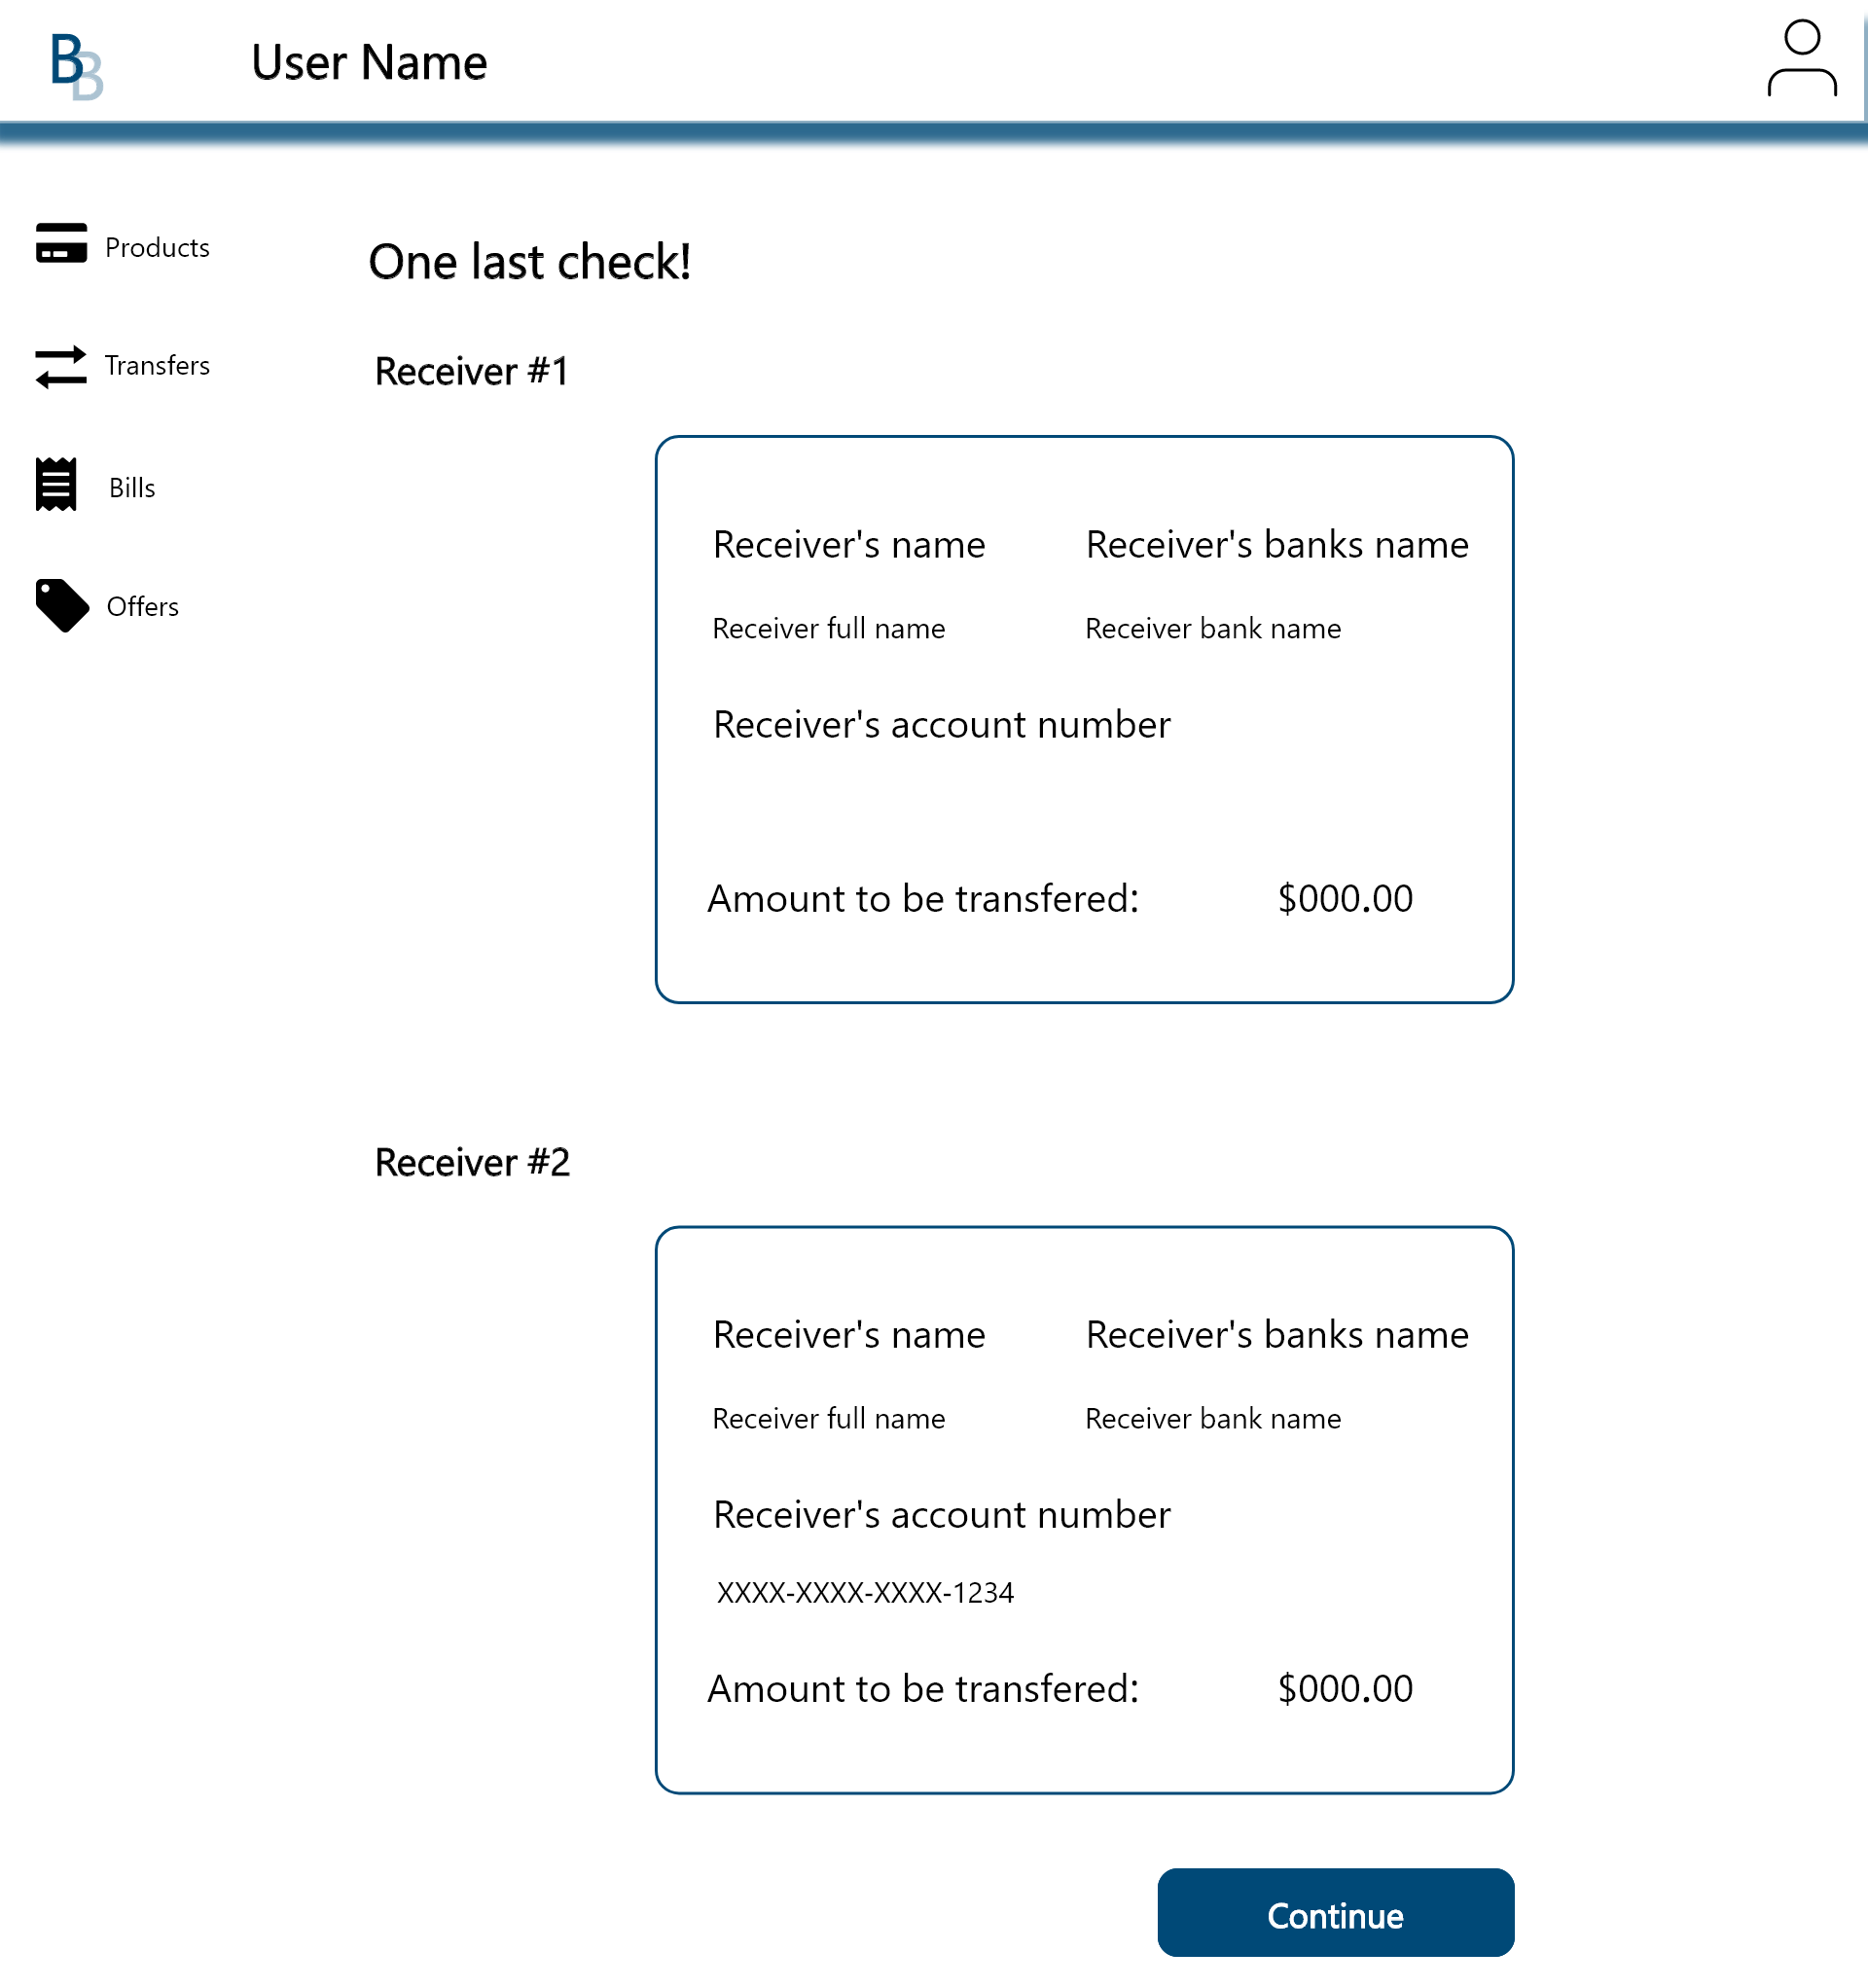 BB
User Name
Products
Transfers
Bills
Offers
One last check!
Receiver #1
Receiver's name
Receiver's banks name
Receiver full name
Receiver bank name
Receiver's account number
Amount to be transfered:
$000.00
Receiver #2
Receiver's name
Receiver's banks name
Receiver full name
Receiver bank name
Receiver's account number
XXXX-XXXX-XXXX-1234
Amount to be transfered:
$000.00
Continue